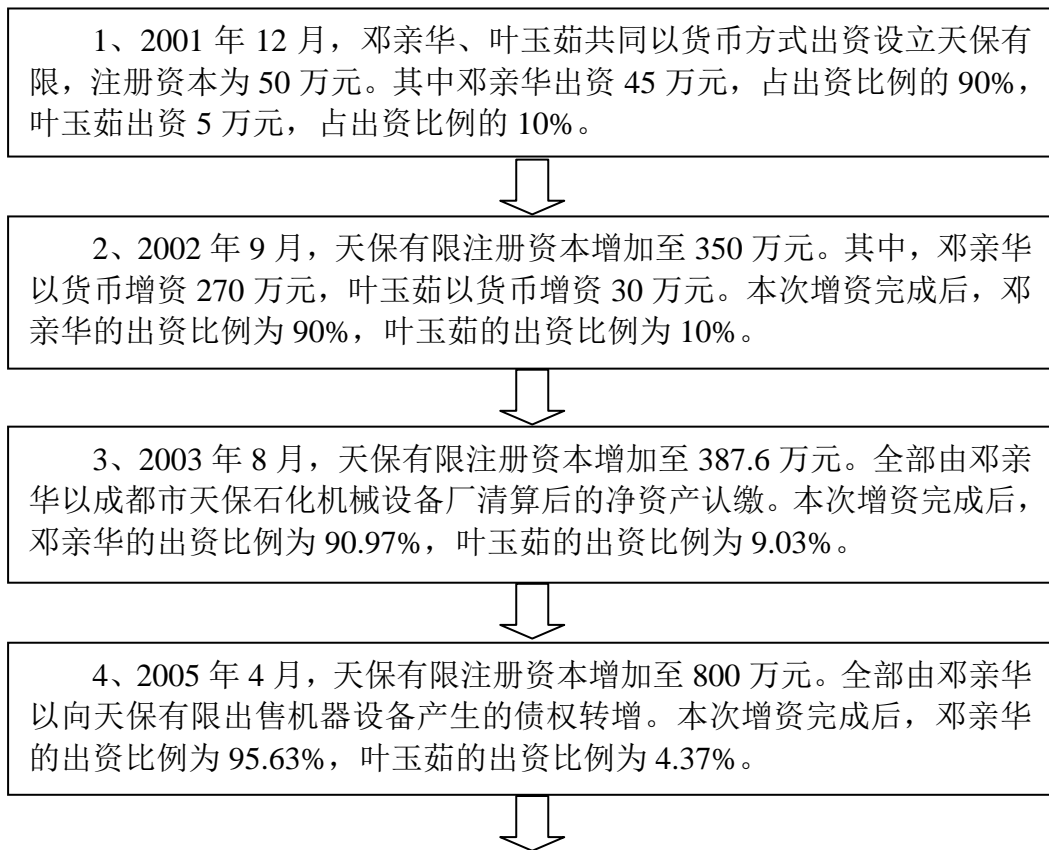 1、2001 年 12 月，邓亲华、叶玉茹共同以货币方式出资设立天保有
限，注册资本为 50 万元。其中邓亲华出资 45 万元，占出资比例的 90%，
叶玉茹出资 5 万元，占出资比例的 10%。
2、2002 年 9 月，天保有限注册资本增加至 350 万元。其中，邓亲华
以货币增资 270 万元，叶玉茹以货币增资 30 万元。本次增资完成后，邓
亲华的出资比例为 90%，叶玉茹的出资比例为 10%。
3、2003 年 8 月，天保有限注册资本增加至 387.6 万元。全部由邓亲
华以成都市天保石化机械设备厂清算后的净资产认缴。本次增资完成后，
邓亲华的出资比例为 90.97%，叶玉茹的出资比例为 9.03%。
4、2005 年 4 月，天保有限注册资本增加至 800 万元。全部由邓亲华
以向天保有限出售机器设备产生的债权转增。本次增资完成后，邓亲华
的出资比例为 95.63%，叶玉茹的出资比例为 4.37%。